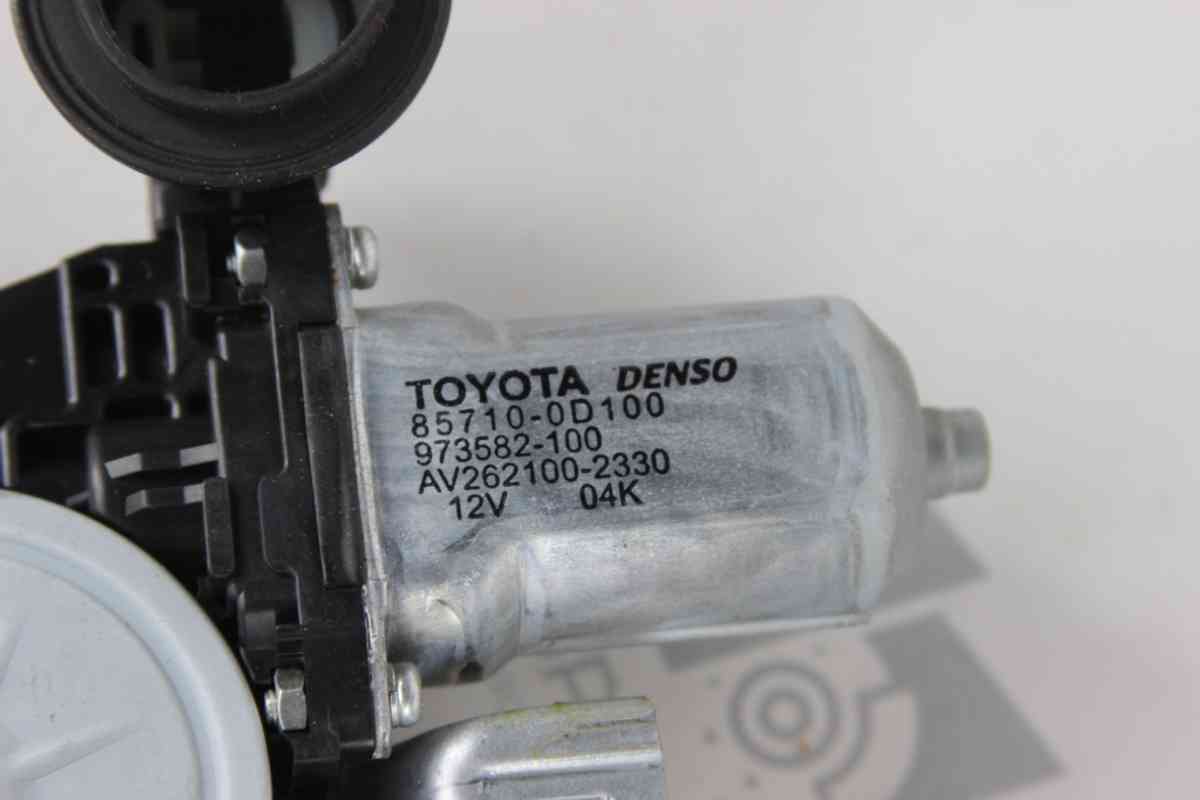 TOYOTA DENSO
85710-0D100
973582-100
AV262100-2330
12V 04K
P